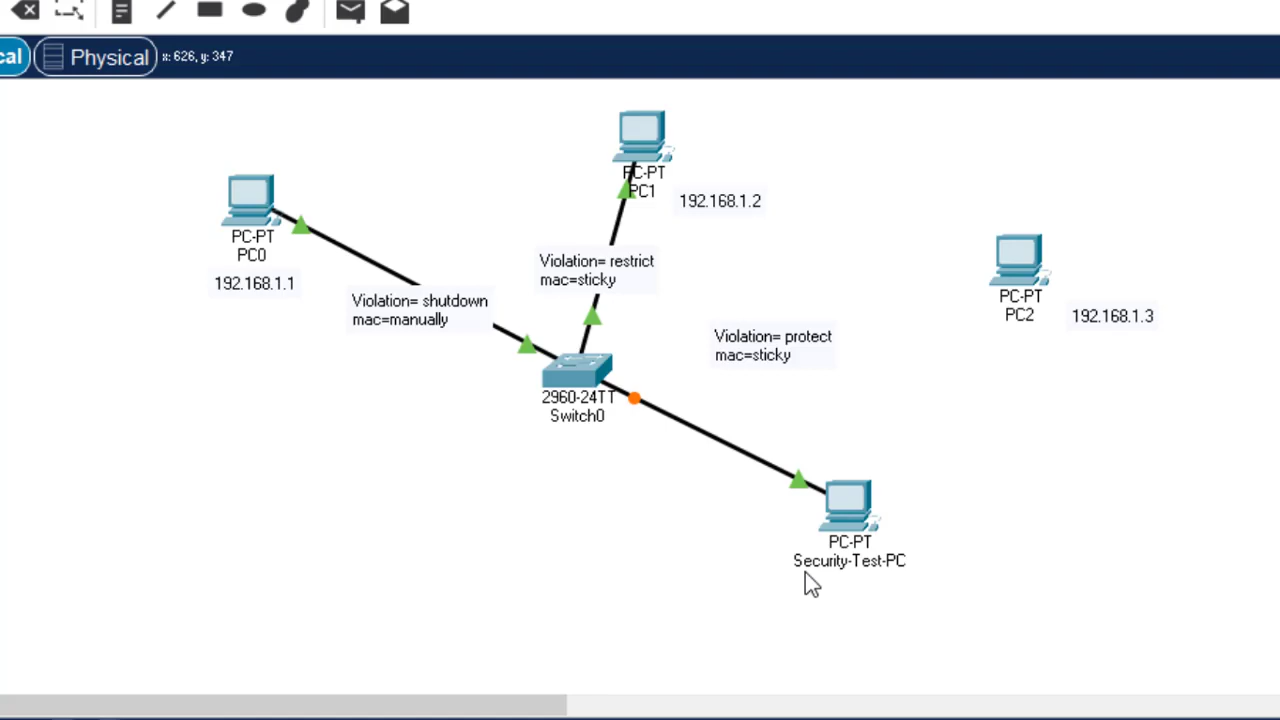 cal
Physical
x: 626, y: 347
PC-PT
PC1
192.168.1.2
PC-PT
PC0
192.168.1.1
Violation= restrict
mac=sticky
PC-PT
PC2
192.168.1.3
Violation= shutdown
mac=manually
Violation= protect
mac=sticky
2960-24TT
Switch0
PC-PT
Security-Test-PC